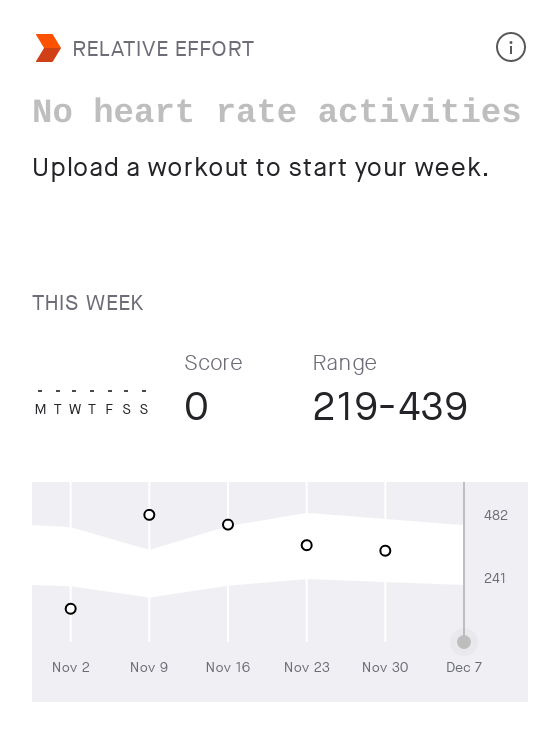 RELATIVE EFFORT
No heart rate activities
Upload a workout to start your week.
THIS WEEK
Score Range
- - - - - - -
M T W T F S S 0 219-439
482
241
Nov 2 Nov 9 Nov 16 Nov 23 Nov 30 Dec 7